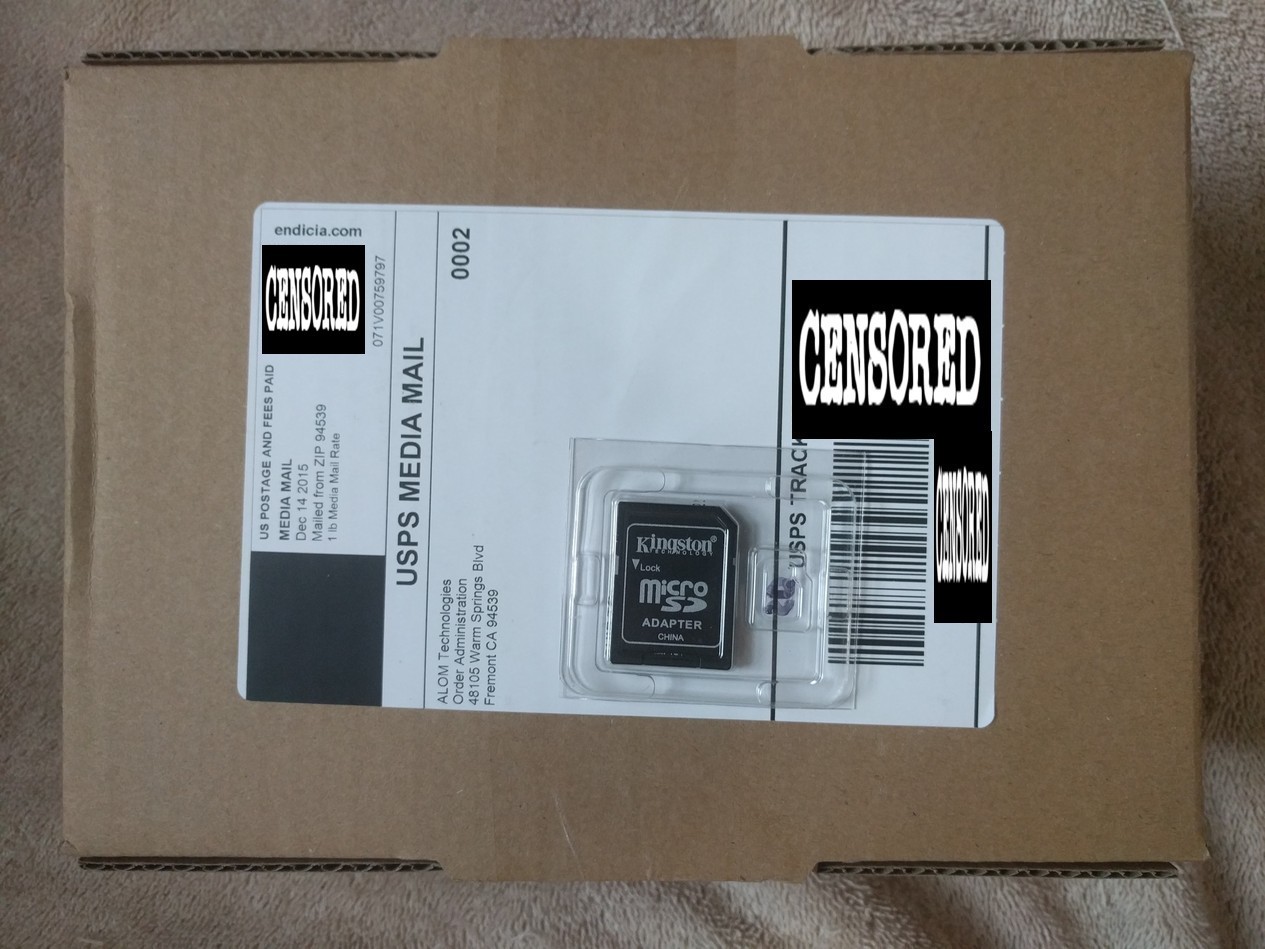 endicia.com
CENSORED
071V00759797
US POSTAGE AND FEES PAID
MEDIA MAIL
Dec 14 2015
Mailed from ZIP 94539
1 lb Media Mail Rate
USPS MEDIA MAIL
ALOM Technologies
Order Administration
48105 Warm Springs Blvd
Fremont CA 94539
0002
USPS TRACK
CENSORED
CENSORED
Kingston®
TECHNOLOGY
Lock
micro
SD
ADAPTER
CHINA